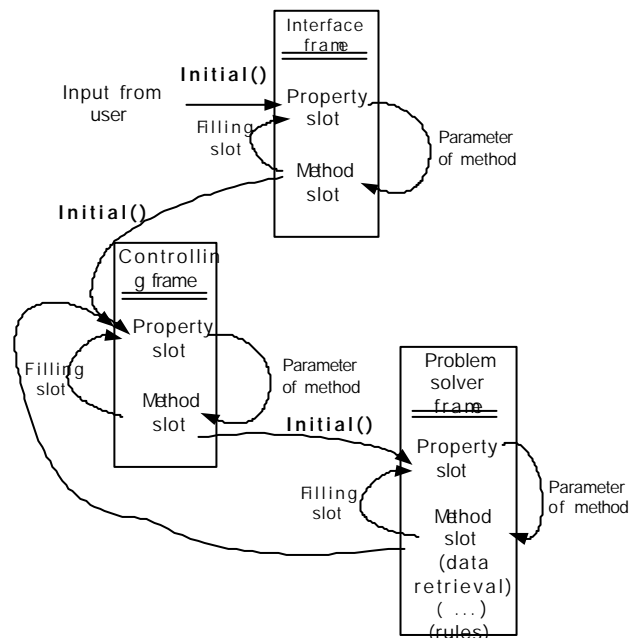 Interface
frame
Initial()
Input from
user
Property
slot
Filling
slot
Parameter
of method
Method
slot
Initial()
Controllin
g frame
Property
slot
Filling
slot
Parameter
of method
Method
slot
Initial()
Problem
solver
frame
Property
slot
Filling
slot
Parameter
of method
Method
slot
(data
retrieval)
( ...)
(rules)